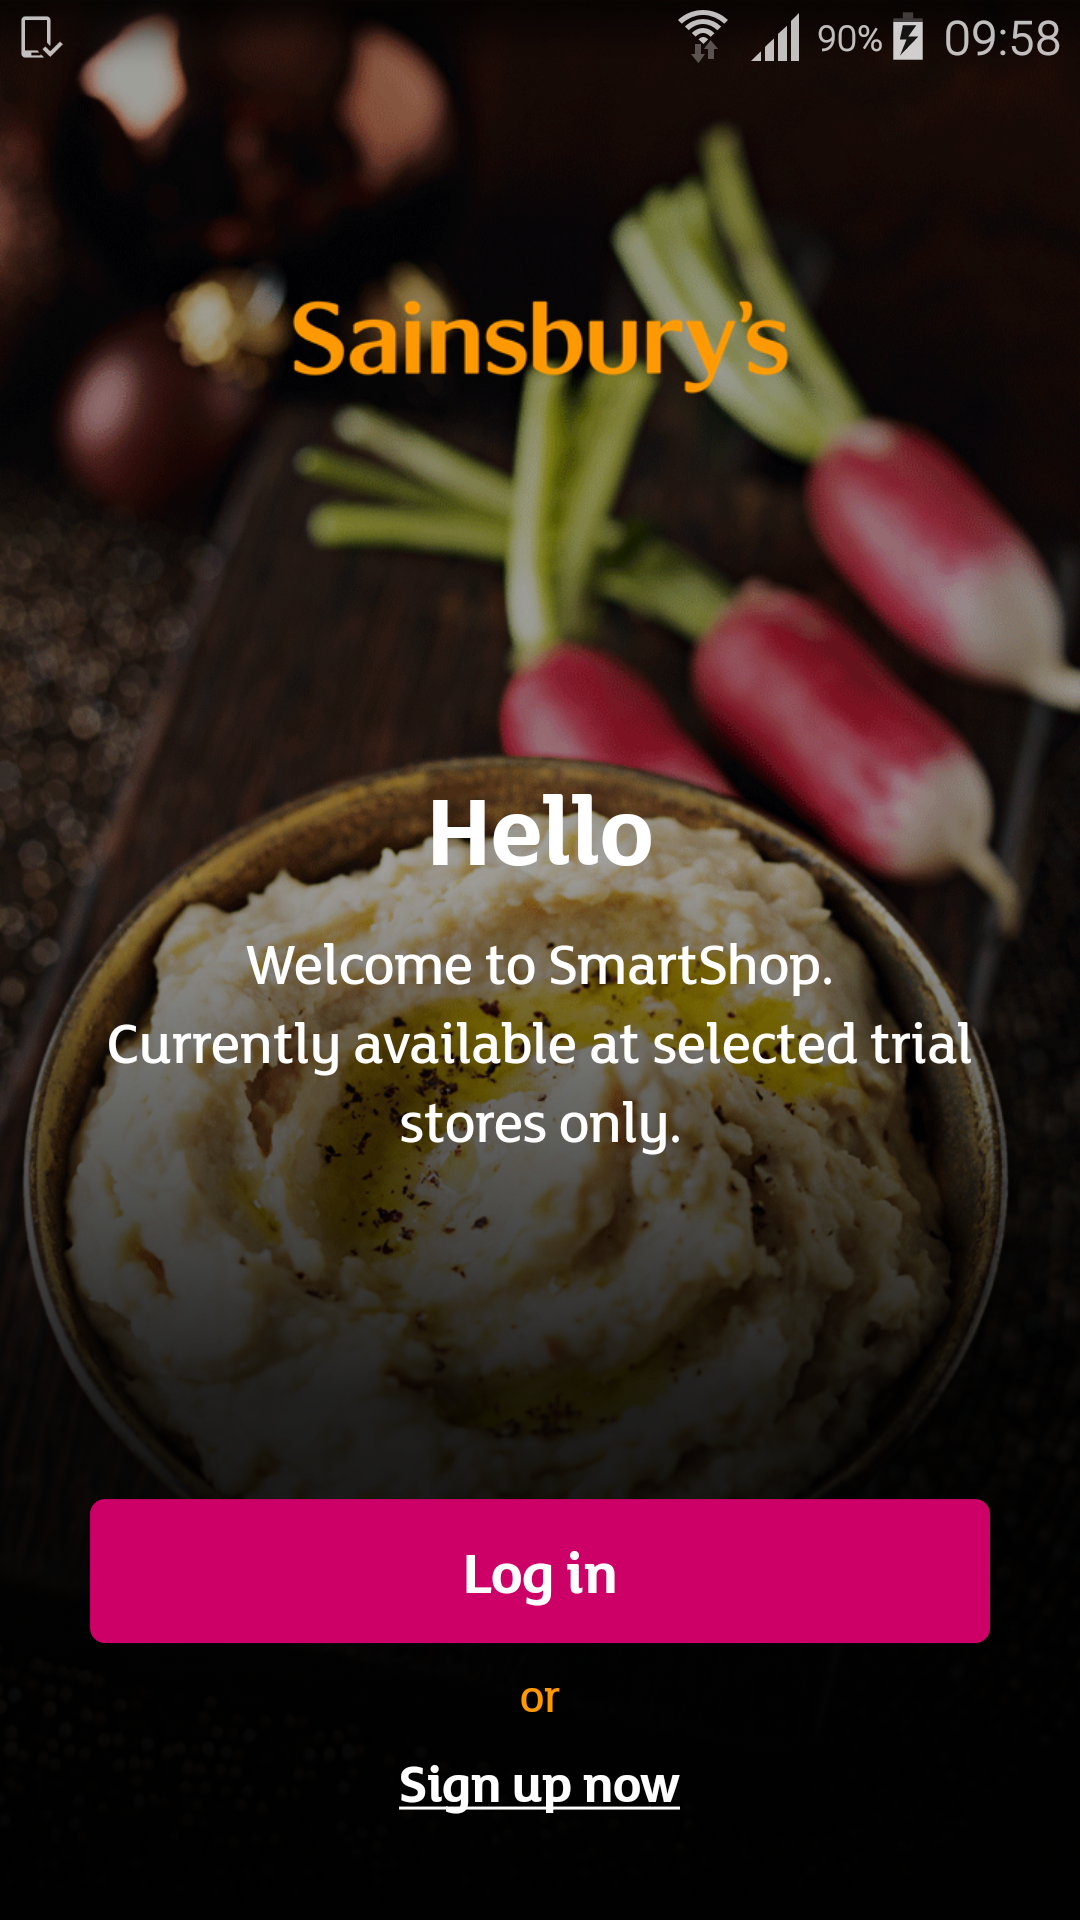 90% 09:58
Sainsbury's
Hello
Welcome to SmartShop.
Currently available at selected trial
stores only.
Log in
or
Sign up now